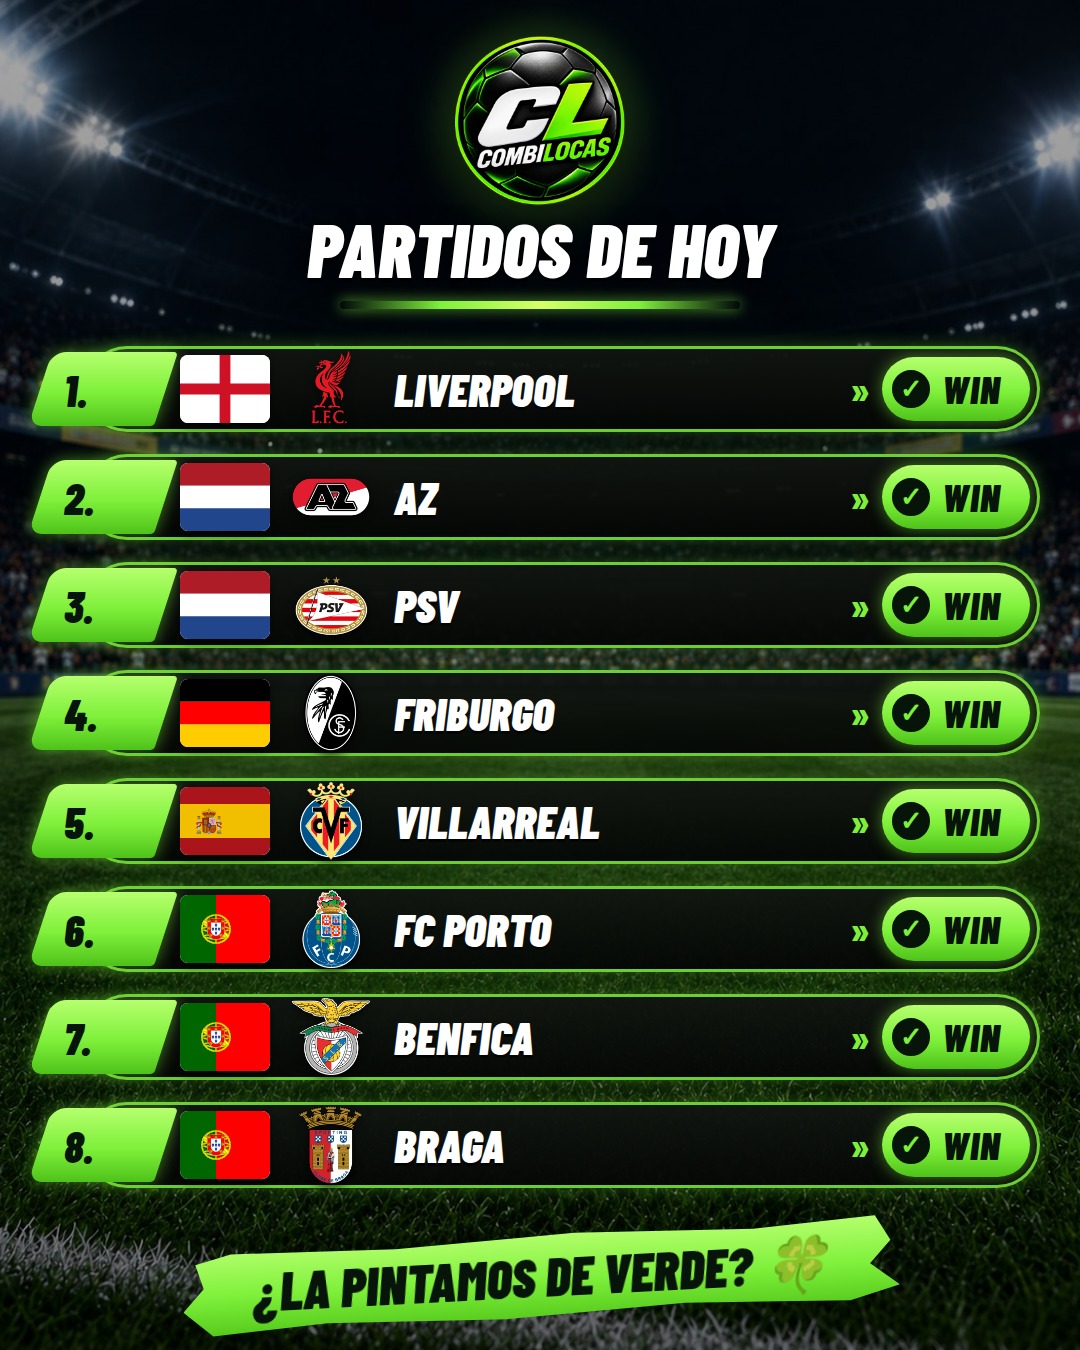 CL
COMBILOCAS
PARTIDOS DE HOY
1. L.F.C. LIVERPOOL » ✓ WIN
2. AZ AZ » ✓ WIN
3. PSV PSV » ✓ WIN
4. SC FRIBURGO » ✓ WIN
5. CVF VILLARREAL » ✓ WIN
6. FCP FC PORTO » ✓ WIN
7. BENFICA » ✓ WIN
8. BRAGA » ✓ WIN
¿LA PINTAMOS DE VERDE? 🍀